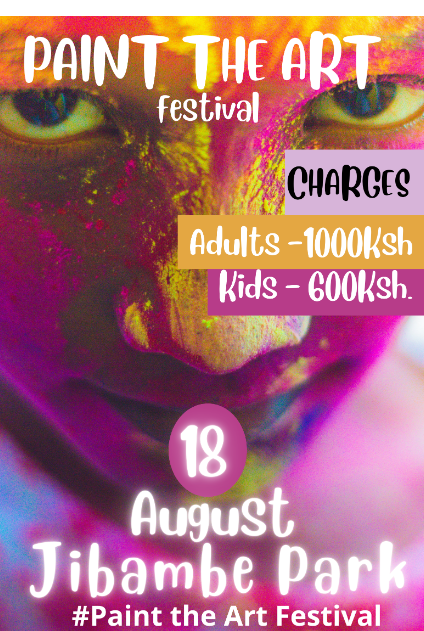 PAINT THE ART
festival
CHARGES
Adults -1000Ksh
Kids - 600Ksh.
18
August
Jibambe Park
#Paint the Art Festival